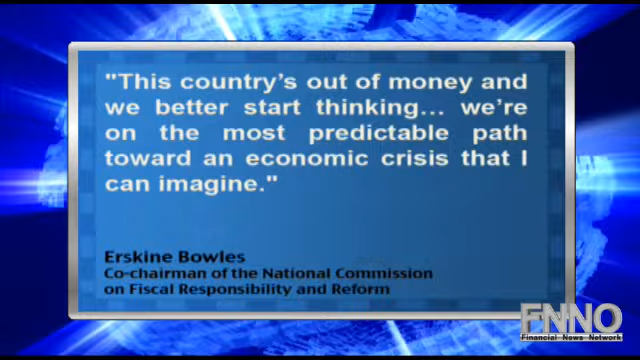 "This country's out of money and
we better start thinking... we're
on the most predictable path
toward an economic crisis that I
can imagine."
Erskine Bowles
Co-chairman of the National Commission
on Fiscal Responsibility and Reform
FNNO
Financial News Network